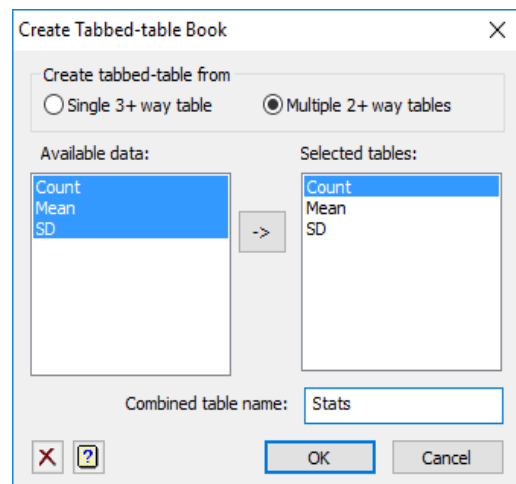 Create Tabbed-table Book
Create tabbed-table from
Single 3+ way table Multiple 2+ way tables
Available data: Selected tables:
Count Count
Mean Mean
SD SD
->
Combined table name: Stats
OK Cancel